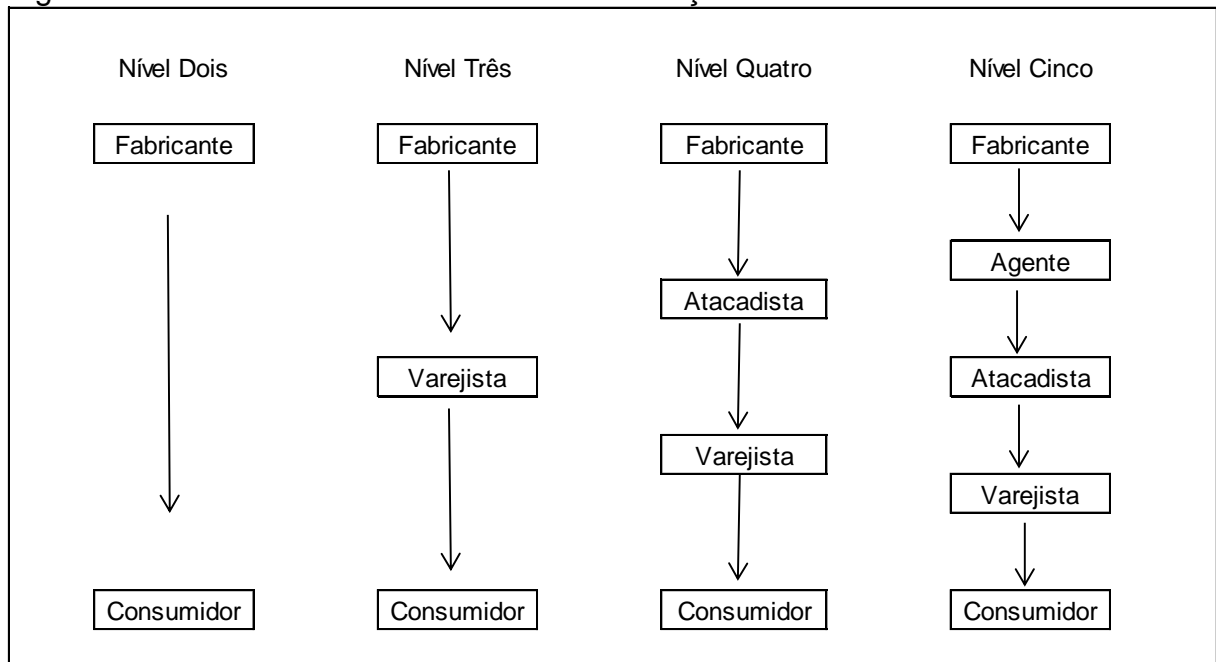 Nível Dois
Nível Três
Nível Quatro
Nível Cinco
Fabricante
Fabricante
Fabricante
Fabricante
Agente
Atacadista
Varejista
Atacadista
Varejista
Varejista
Consumidor
Consumidor
Consumidor
Consumidor